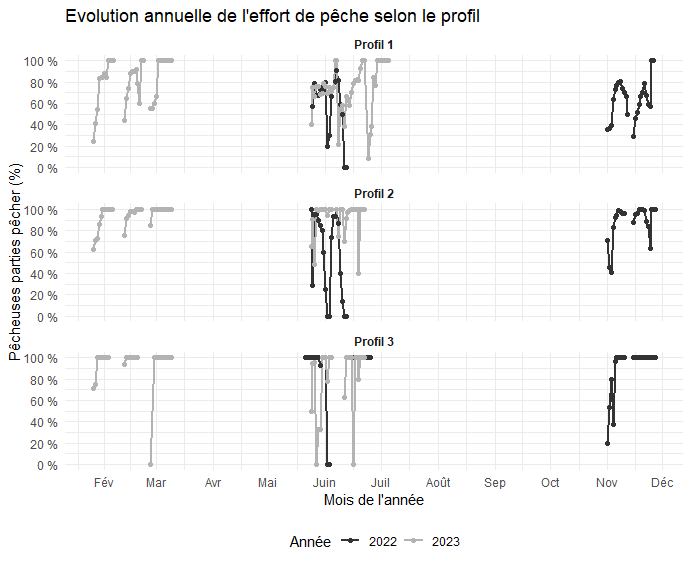 Evolution annuelle de l'effort de pêche selon le profil
Profil 1
100 %
80 %
60 %
40 %
20 %
0 %
Profil 2
100 %
80 %
60 %
40 %
20 %
0 %
Profil 3
100 %
80 %
60 %
40 %
20 %
0 %
Pêcheuses parties pêcher (%)
Fév Mar Avr Mai Juin Juil Août Sep Oct Nov Déc
Mois de l'année
Année 2022 2023